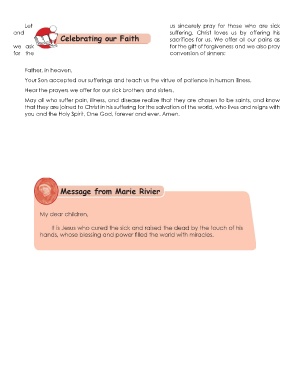 Let us sincerely pray for those who are sick
and suffering. Christ loves us by offering his
Celebrating our Faith
sacrifices for us. We offer all our pains as
we ask for the gift of forgiveness and we also pray
for the conversion of sinners:
Father, in heaven,
Your Son accepted our sufferings and teach us the virtue of patience in human illness.
Hear the prayers we offer for our sick brothers and sisters.
May all who suffer pain, illness, and disease realize that they are chosen to be saints, and know
that they are joined to Christ in his suffering for the salvation of the world, who lives and reigns with
you and the Holy Spirit, One God, forever and ever. Amen.
Message from Marie Rivier
My dear children,
It is Jesus who cured the sick and raised the dead by the touch of his
hands, whose blessing and power filled the world with miracles.